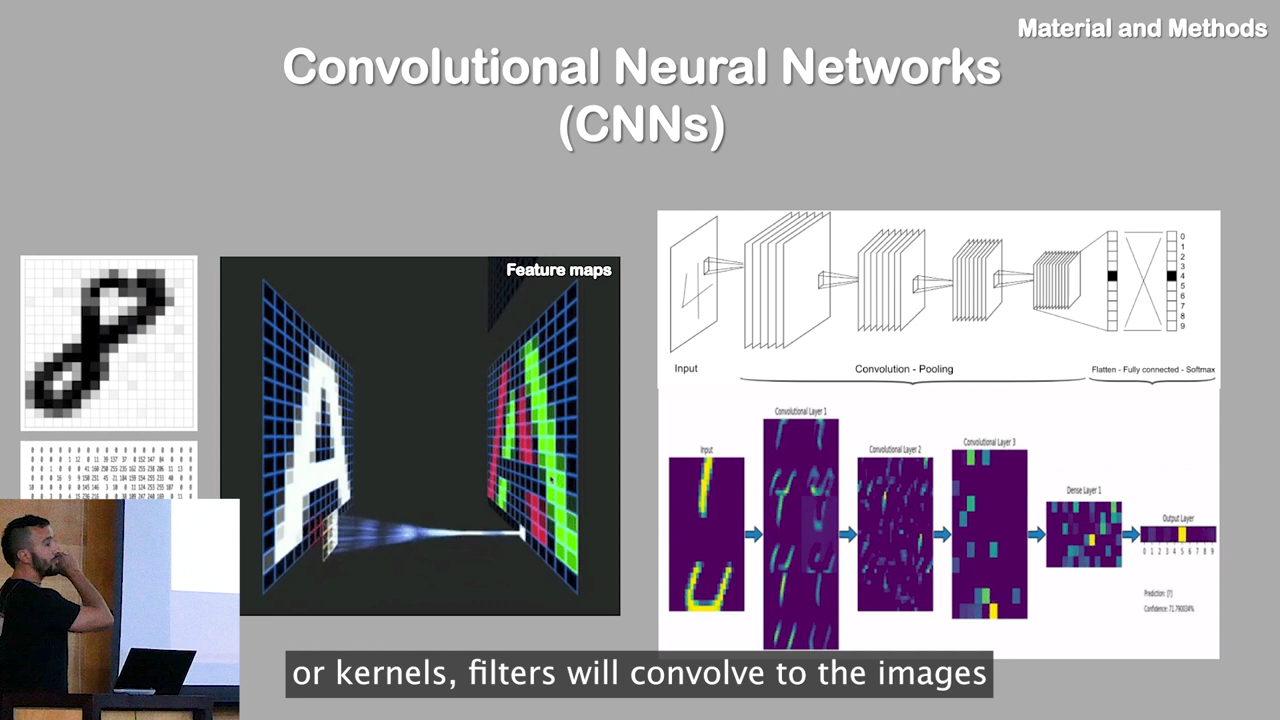 Material and Methods
Convolutional Neural Networks
(CNNs)
Feature maps
0
1
2
3
4
5
6
7
8
9
Input
Convolution - Pooling
Flatten - Fully connected - Softmax
Input
Convolutional Layer 1
Convolutional Layer 2
Convolutional Layer 3
Dense Layer 1
Output Layer
0 1 2 3 4 5 6 7 8 9
Prediction: [?]
or kernels, filters will convolve to the images